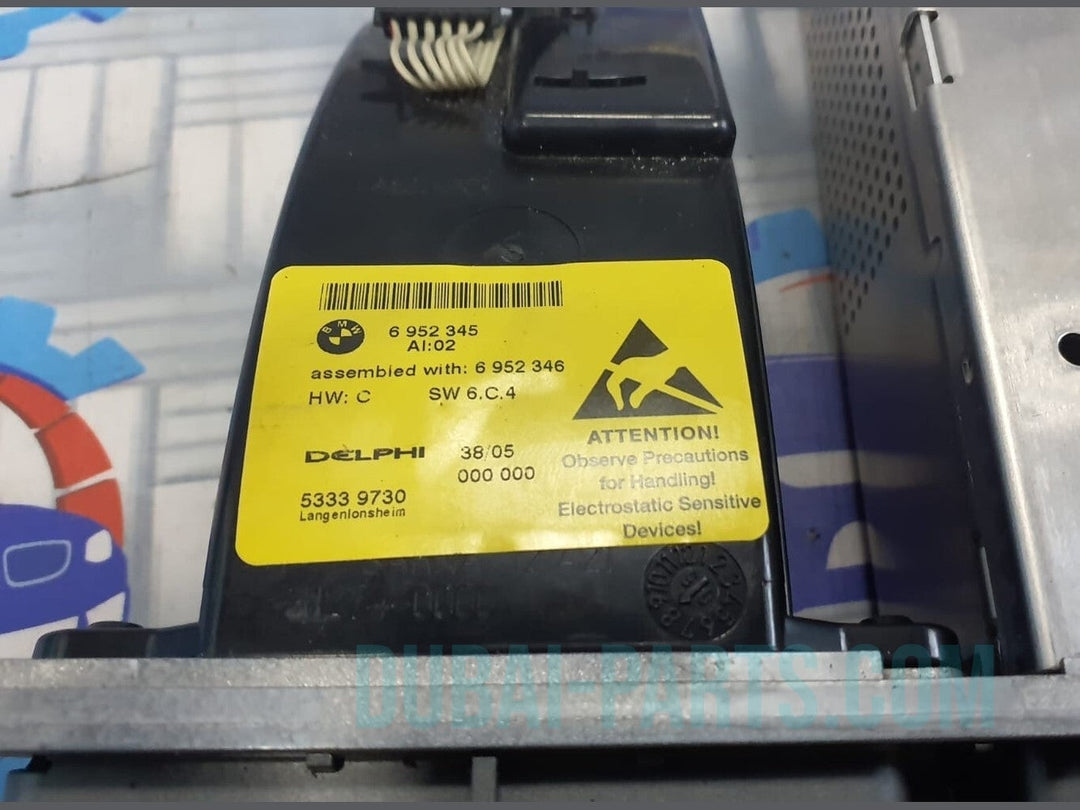 BMW
6 952 345
AI:02
assembled with: 6 952 346
HW: C SW 6.C.4
DELPHI 38/05
000 000
5333 9730
Langenlonsheim
ATTENTION!
Observe Precautions
for Handling!
Electrostatic Sensitive
Devices!
DUBAI-PARTS.COM